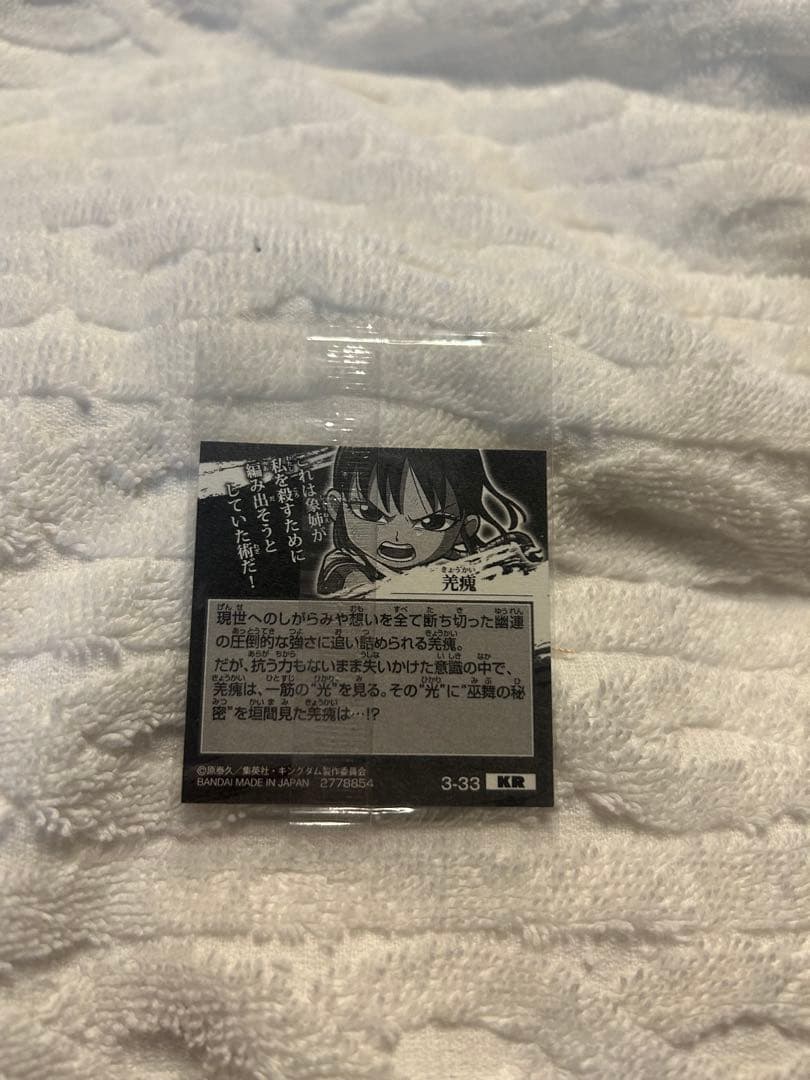 これは象姉が
私を殺すために
編み出そうと
していた術だ!
羌瘣
現世へのしがらみや想いを全て断ち切った幽連
の圧倒的な強さに追い詰められる羌瘣。
だが、抗う力もないまま失いかけた意識の中で、
羌瘣は、一筋の“光”を見る。その“光”に“巫舞の秘
密”を垣間見た羌瘣は…!?
©原泰久/集英社・キングダム製作委員会
BANDAI MADE IN JAPAN 2778854
3-33 KR